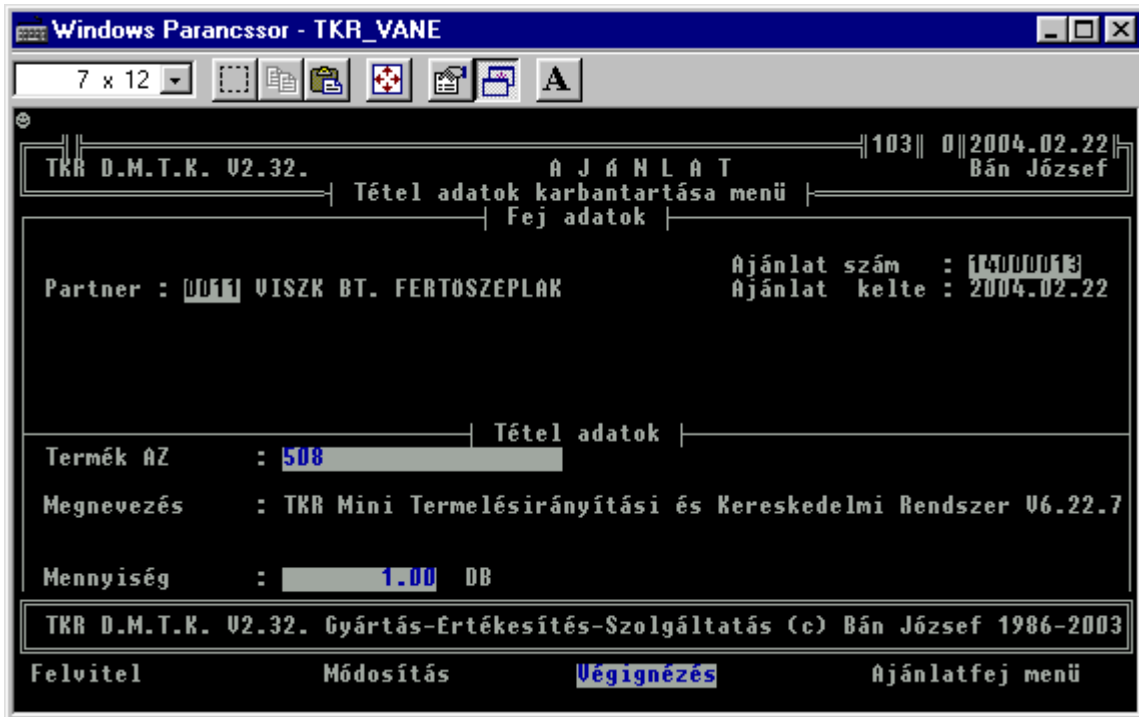 Windows Parancssor - TKR_VANE
7 x 12 A
103 0 2004.02.22
TKR D.M.T.K. V2.32. A J Á N L A T Bán József
Tétel adatok karbantartása menü
Fej adatok
Ajánlat szám : 14000013
Partner : 0011 VISZK BT. FERTÖSZÉPLAK Ajánlat kelte : 2004.02.22
Tétel adatok
Termék AZ : 508
Megnevezés : TKR Mini Termelésirányítási és Kereskedelmi Rendszer V6.22.7
Mennyiség : 1.00 DB
TKR D.M.T.K. V2.32. Gyártás-Értékesítés-Szolgáltatás (c) Bán József 1986-2003
Felvitel Módosítás Végignézés Ajánlatfej menü